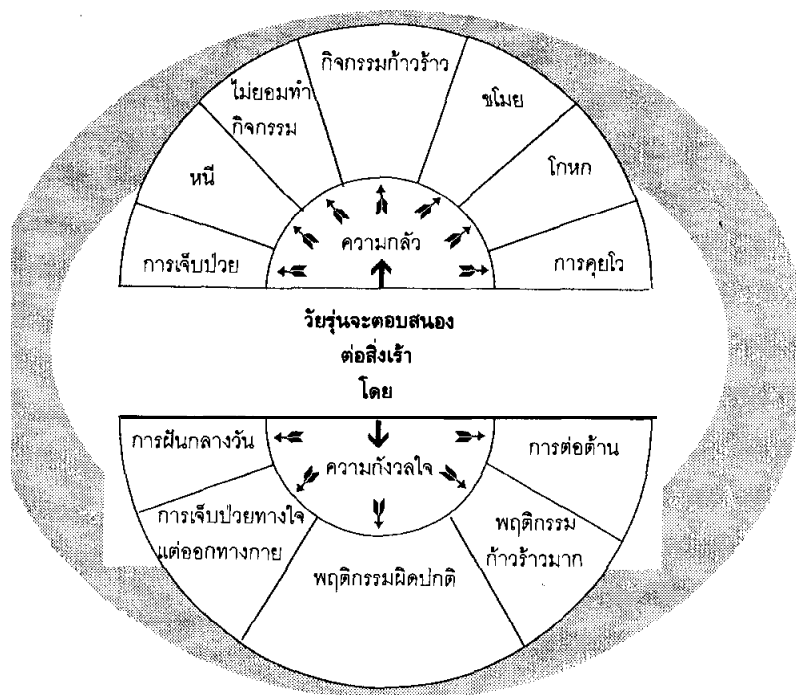 กิจกรรมก้าวร้าว
ไม่ยอมทำ
กิจกรรม
ขโมย
หนี
โกหก
การเจ็บป่วย
ความกลัว
การคุยโว
วัยรุ่นจะตอบสนอง
ต่อสิ่งเร้า
โดย
การฝันกลางวัน
ความกังวลใจ
การต่อต้าน
การเจ็บป่วยทางใจ
แต่ออกทางกาย
พฤติกรรม
ก้าวร้าวมาก
พฤติกรรมผิดปกติ